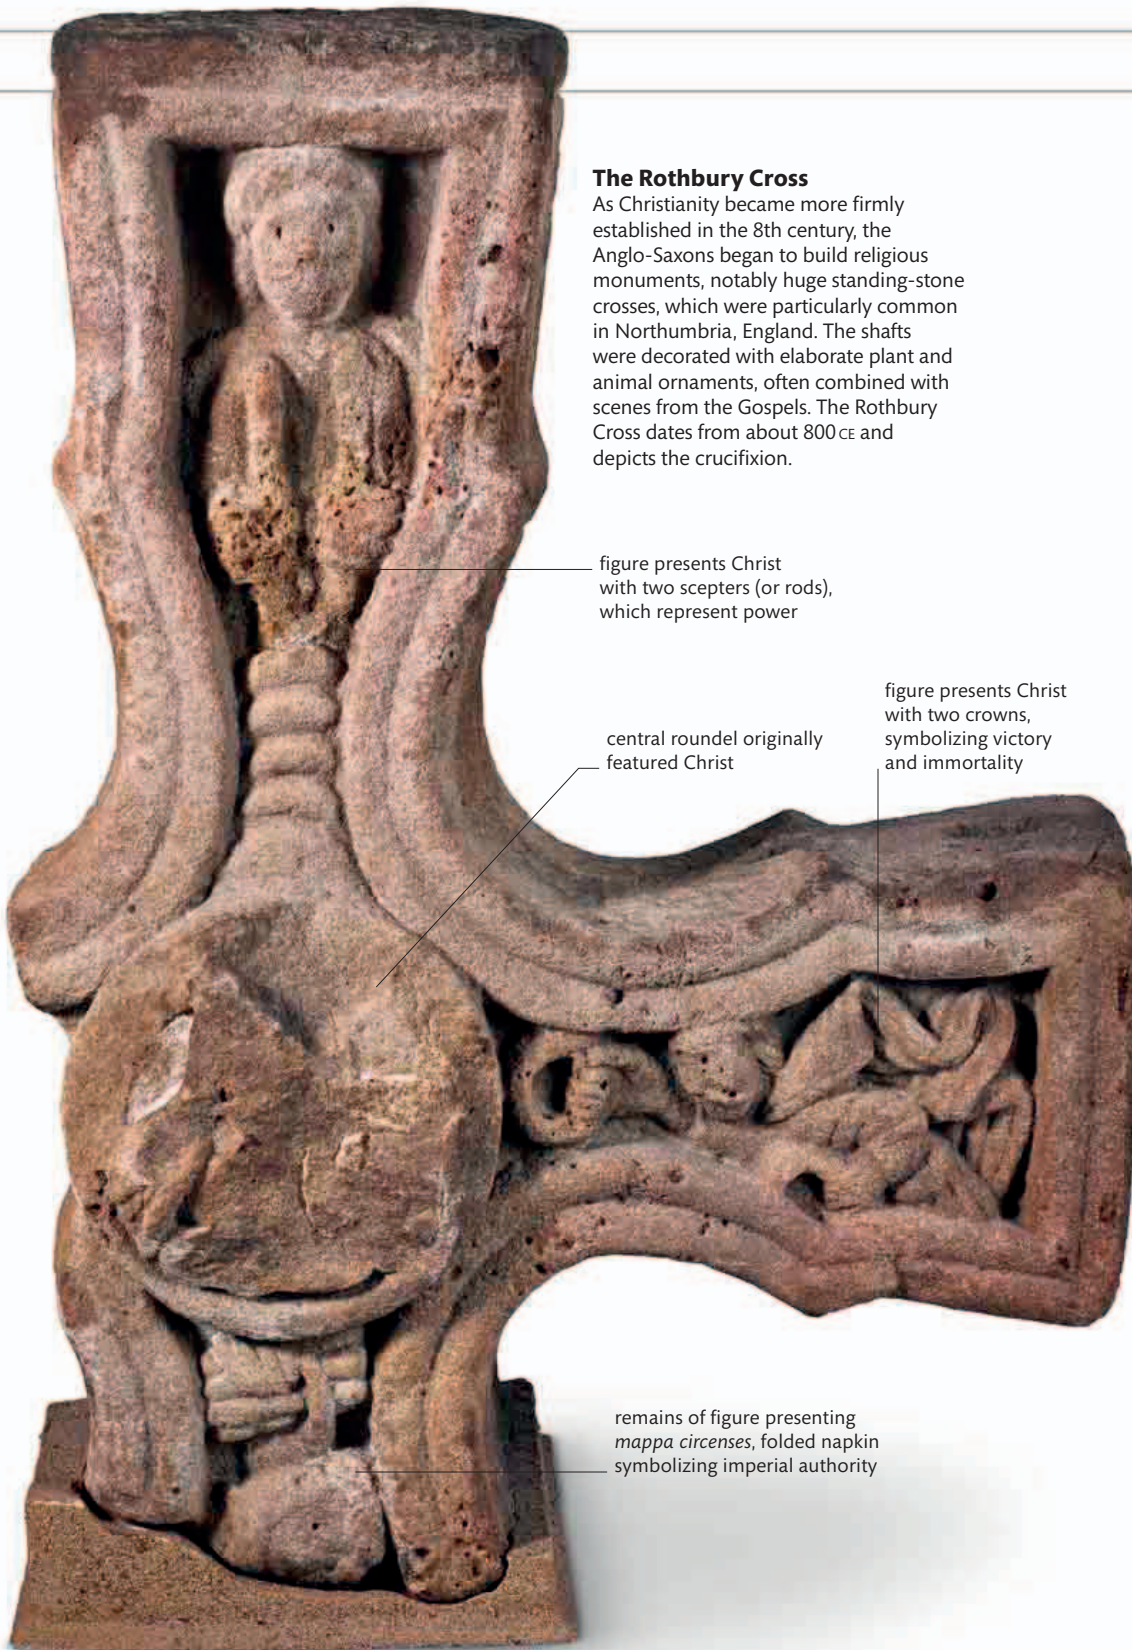 The Rothbury Cross
As Christianity became more firmly
established in the 8th century, the
Anglo-Saxons began to build religious
monuments, notably huge standing-stone
crosses, which were particularly common
in Northumbria, England. The shafts
were decorated with elaborate plant and
animal ornaments, often combined with
scenes from the Gospels. The Rothbury
Cross dates from about 800 CE and
depicts the crucifixion.
figure presents Christ
with two scepters (or rods),
which represent power
figure presents Christ
with two crowns,
symbolizing victory
and immortality
central roundel originally
featured Christ
remains of figure presenting
mappa circenses, folded napkin
symbolizing imperial authority